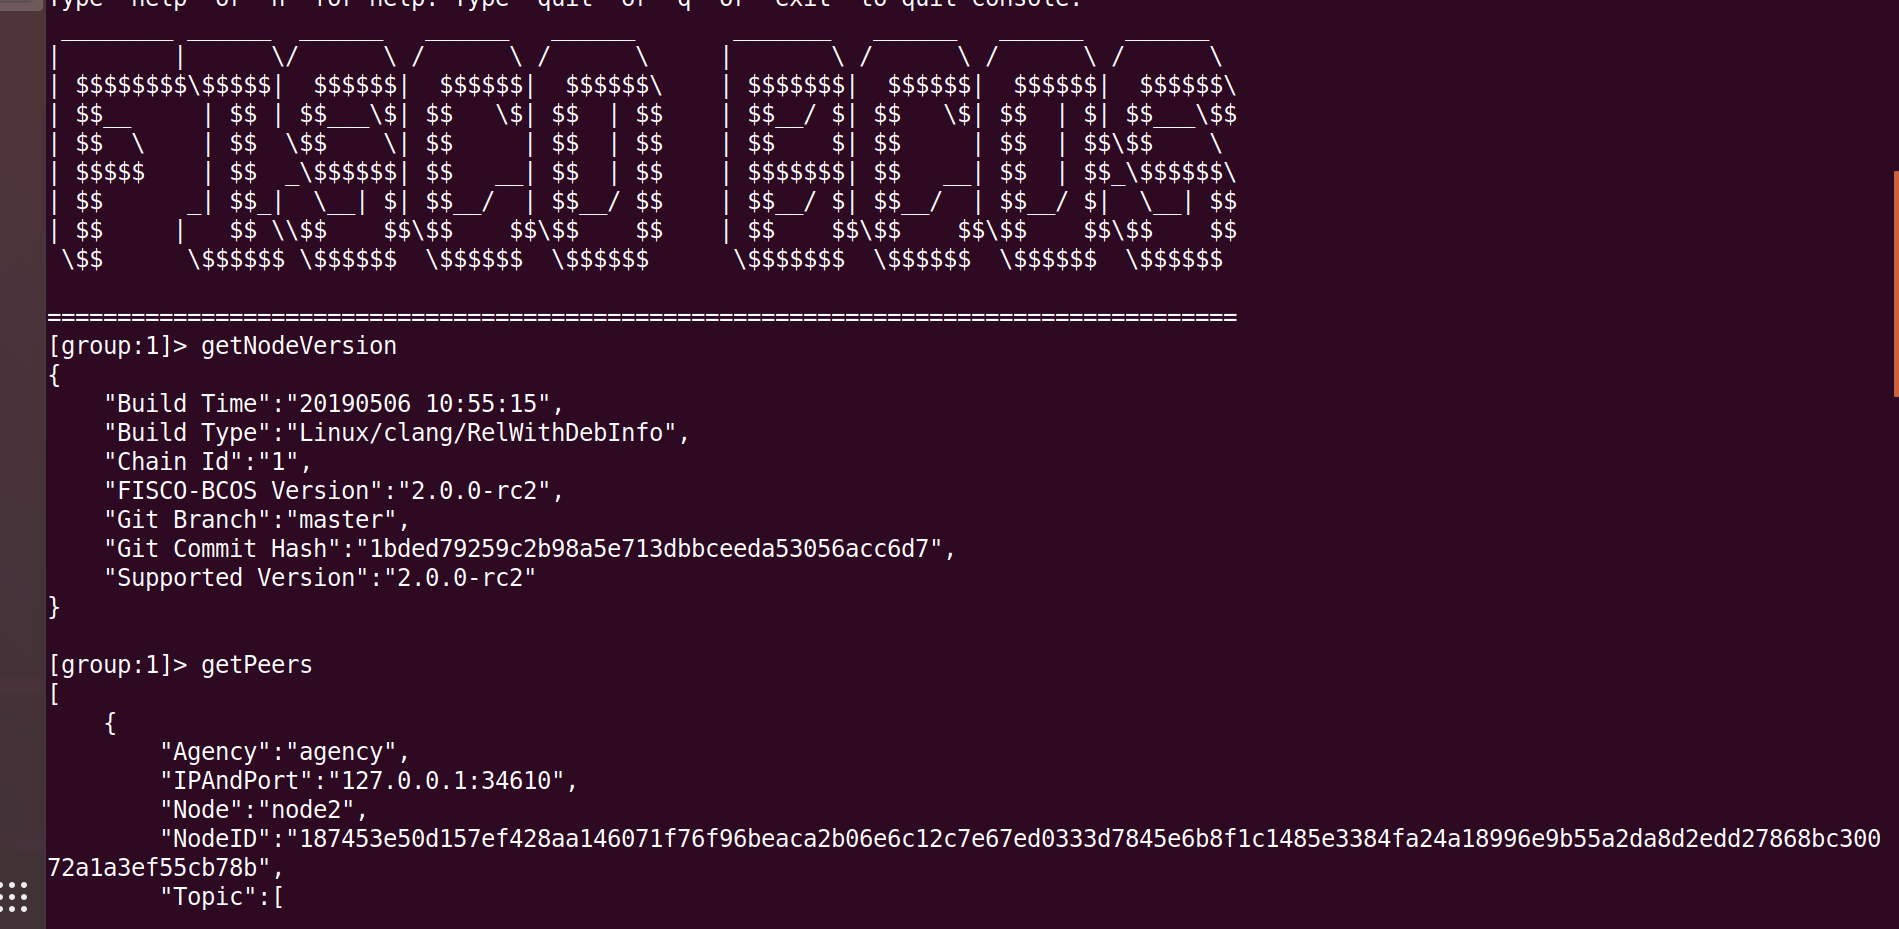 Type 'help' or 'h' for help. Type 'quit' or 'q' or 'exit' to quit console.
 ________ ______  ______   ______   ______       _______   ______   ______   ______
|        |      \/      \ /      \ /      \     |       \ /      \ /      \ /      \
| $$$$$$$$\$$$$$|  $$$$$$|  $$$$$$|  $$$$$$\    | $$$$$$$|  $$$$$$|  $$$$$$|  $$$$$$\
| $$__     | $$ | $$___\$| $$   \$| $$  | $$    | $$__/ $| $$   \$| $$  | $| $$___\$$
| $$  \    | $$  \$$    \| $$     | $$  | $$    | $$    $| $$     | $$  | $$\$$    \
| $$$$$    | $$  _\$$$$$$| $$   __| $$  | $$    | $$$$$$$| $$   __| $$  | $$_\$$$$$$\
| $$      _| $$_|  \__| $| $$__/  | $$__/ $$    | $$__/ $| $$__/  | $$__/ $|  \__| $$
| $$     |   $$ \\$$    $$\$$    $$\$$    $$    | $$    $$\$$    $$\$$    $$\$$    $$
 \$$      \$$$$$$ \$$$$$$  \$$$$$$  \$$$$$$      \$$$$$$$  \$$$$$$  \$$$$$$  \$$$$$$
=====================================================================================
[group:1]> getNodeVersion
{
    "Build Time":"20190506 10:55:15",
    "Build Type":"Linux/clang/RelWithDebInfo",
    "Chain Id":"1",
    "FISCO-BCOS Version":"2.0.0-rc2",
    "Git Branch":"master",
    "Git Commit Hash":"1bded79259c2b98a5e713dbbceeda53056acc6d7",
    "Supported Version":"2.0.0-rc2"
}
[group:1]> getPeers
[
    {
        "Agency":"agency",
        "IPAndPort":"127.0.0.1:34610",
        "Node":"node2",
        "NodeID":"187453e50d157ef428aa146071f76f96beaca2b06e6c12c7e67ed0333d7845e6b8f1c1485e3384fa24a18996e9b55a2da8d2edd27868bc300
72a1a3ef55cb78b",
        "Topic":[